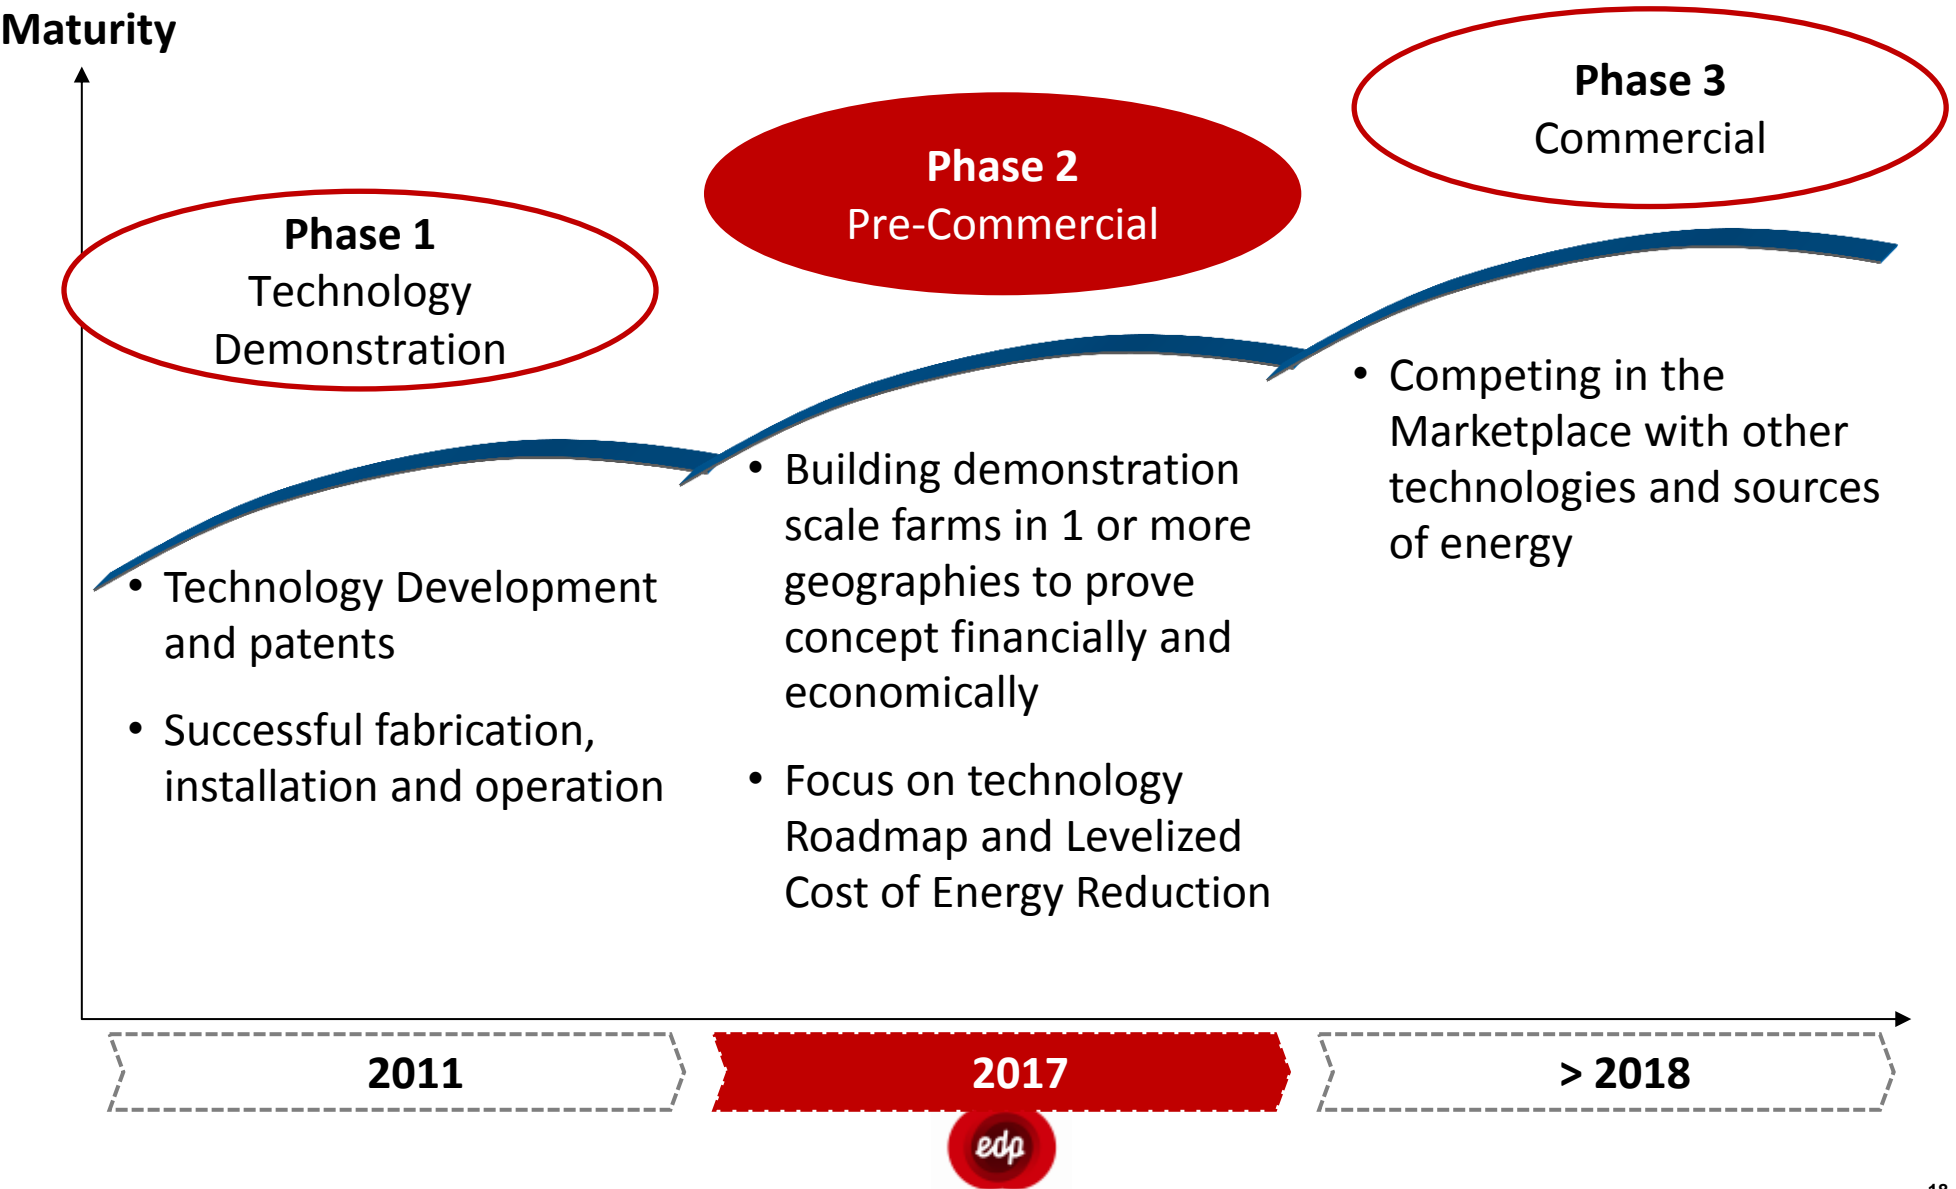 Maturity
Phase 1
Technology
Demonstration
Phase 2
Pre-Commercial
Phase 3
Commercial
• Technology Development
and patents
• Successful fabrication,
installation and operation
• Building demonstration
scale farms in 1 or more
geographies to prove
concept financially and
economically
• Focus on technology
Roadmap and Levelized
Cost of Energy Reduction
• Competing in the
Marketplace with other
technologies and sources
of energy
2011
2017
> 2018
edp
18